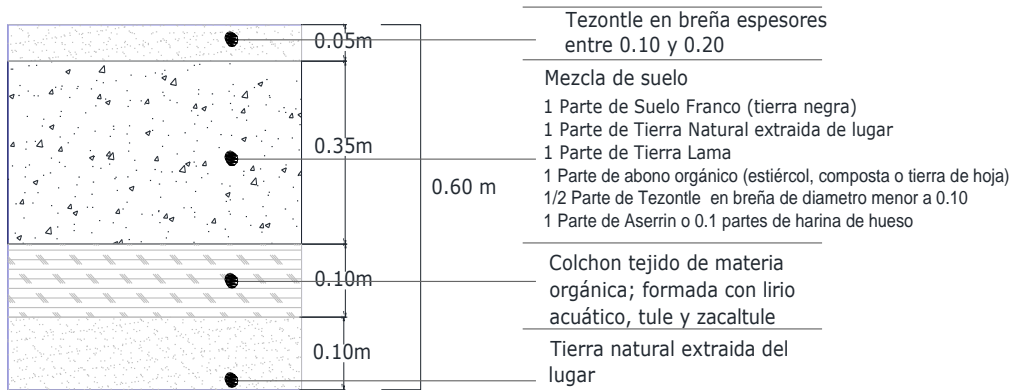 0.05m
Tezontle en breña espesores
entre 0.10 y 0.20
Mezcla de suelo
1 Parte de Suelo Franco (tierra negra)
1 Parte de Tierra Natural extraida de lugar
0.35m
1 Parte de Tierra Lama
1 Parte de abono orgánico (estiércol, composta o tierra de hoja)
0.60 m
1/2 Parte de Tezontle en breña de diametro menor a 0.10
1 Parte de Aserrin o 0.1 partes de harina de hueso
0.10m
Colchon tejido de materia
orgánica; formada con lirio
acuático, tule y zacaltule
0.10m
Tierra natural extraida del
lugar